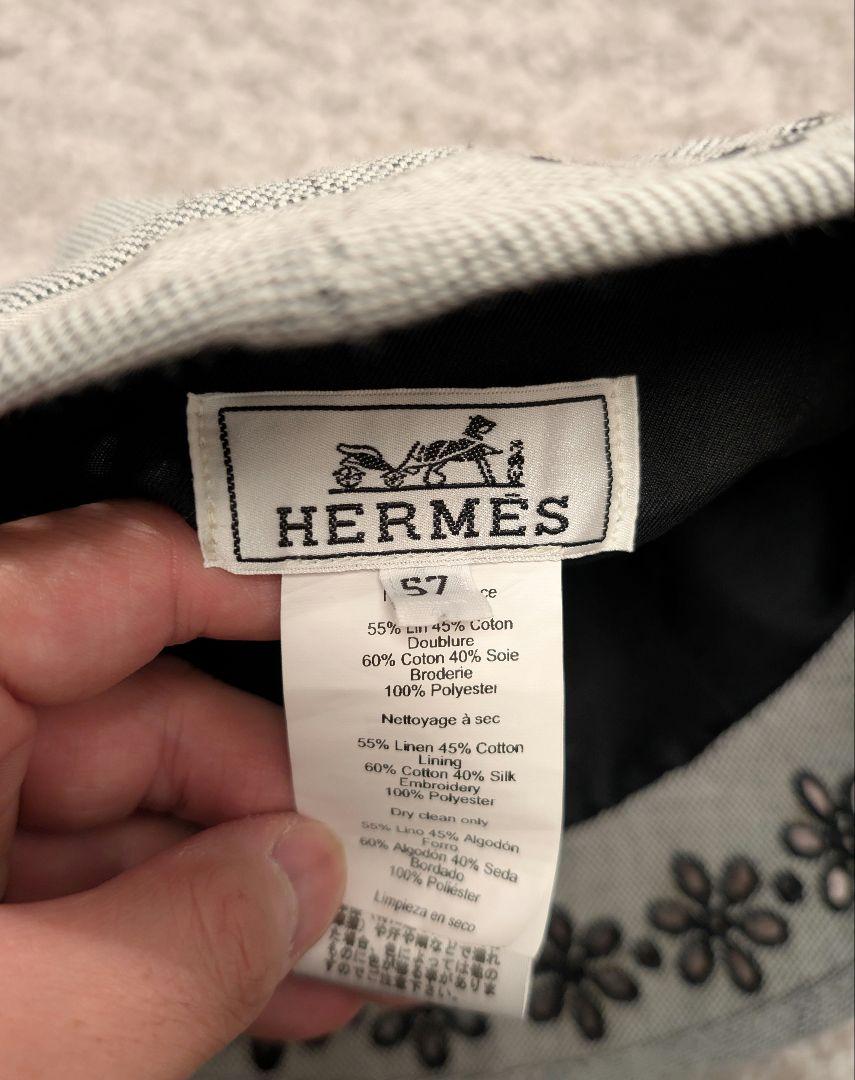 HERMÈS
57
55% Lin 45% Coton
Doublure
60% Coton 40% Soie
Broderie
100% Polyester
Nettoyage à sec
55% Linen 45% Cotton
Lining
60% Cotton 40% Silk
Embroidery
100% Polyester
Dry clean only
55% Lino 45% Algodón
Forro
60% Algodón 40% Seda
Bordado
100% Poliéster
Limpieza en seco